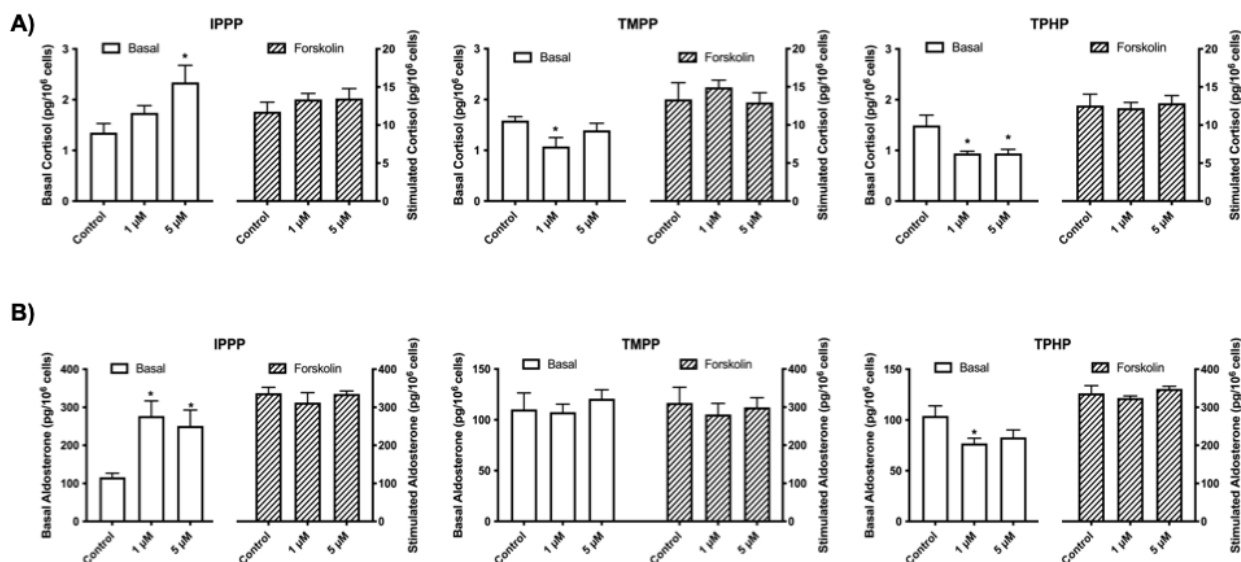 A)
IPPP
Basal
Forskolin
Basal Cortisol (pg/10⁶ cells)
3
2
1
0
Control
1 µM
5 µM
*
20
15
10
5
0
Stimulated Cortisol (pg/10⁶ cells)
Control
1 µM
5 µM
TMPP
Basal
Forskolin
Basal Cortisol (pg/10⁶ cells)
3
2
1
0
Control
1 µM
5 µM
*
20
15
10
5
0
Stimulated Cortisol (pg/10⁶ cells)
Control
1 µM
5 µM
TPHP
Basal
Forskolin
Basal Cortisol (pg/10⁶ cells)
3
2
1
0
Control
1 µM
5 µM
*
*
20
15
10
5
0
Stimulated Cortisol (pg/10⁶ cells)
Control
1 µM
5 µM
B)
IPPP
Basal
Forskolin
Basal Aldosterone (pg/10⁶ cells)
400
300
200
100
0
Control
1 µM
5 µM
*
*
400
300
200
100
0
Stimulated Aldosterone (pg/10⁶ cells)
Control
1 µM
5 µM
TMPP
Basal
Forskolin
Basal Aldosterone (pg/10⁶ cells)
150
100
50
0
Control
1 µM
5 µM
400
300
200
100
0
Stimulated Aldosterone (pg/10⁶ cells)
Control
1 µM
5 µM
TPHP
Basal
Forskolin
Basal Aldosterone (pg/10⁶ cells)
150
100
50
0
Control
1 µM
5 µM
*
400
300
200
100
0
Stimulated Aldosterone (pg/10⁶ cells)
Control
1 µM
5 µM